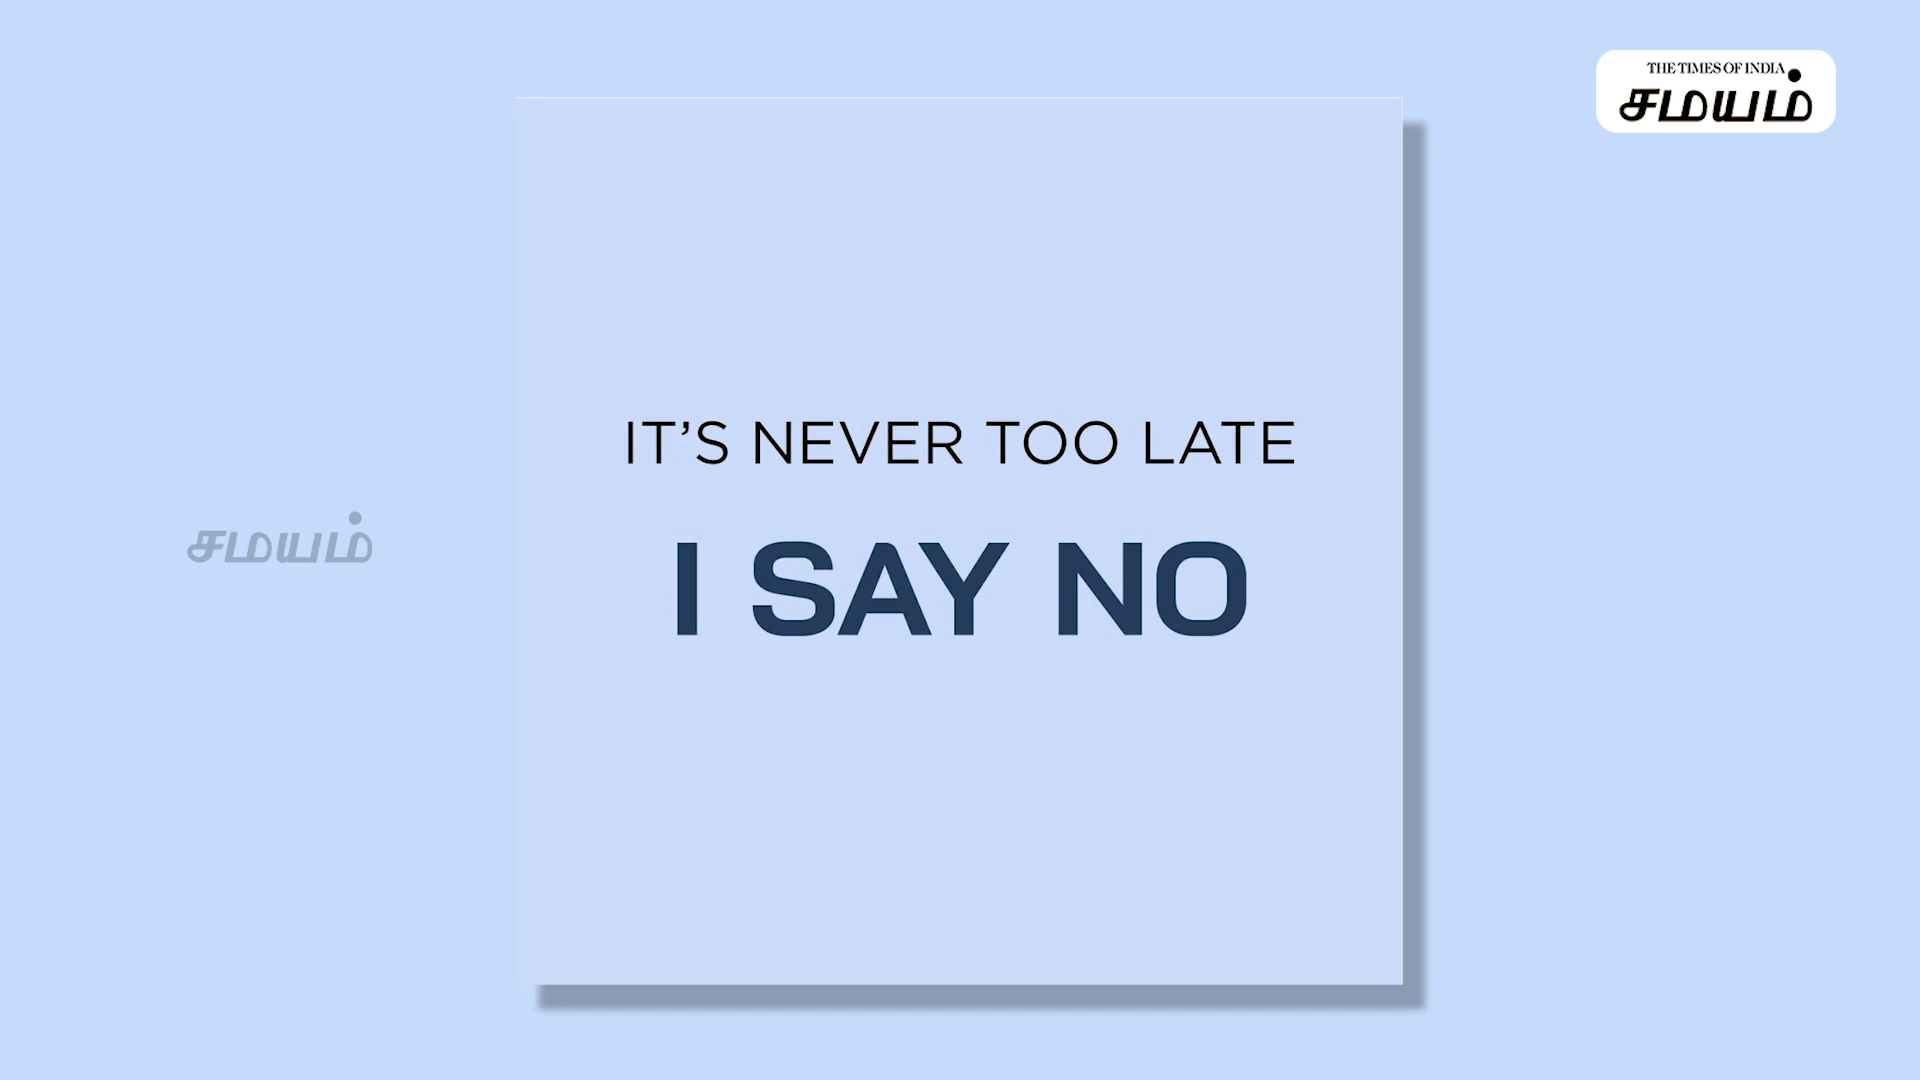 THE TIMES OF INDIA
சமயம்
IT’S NEVER TOO LATE
சமயம்
I SAY NO